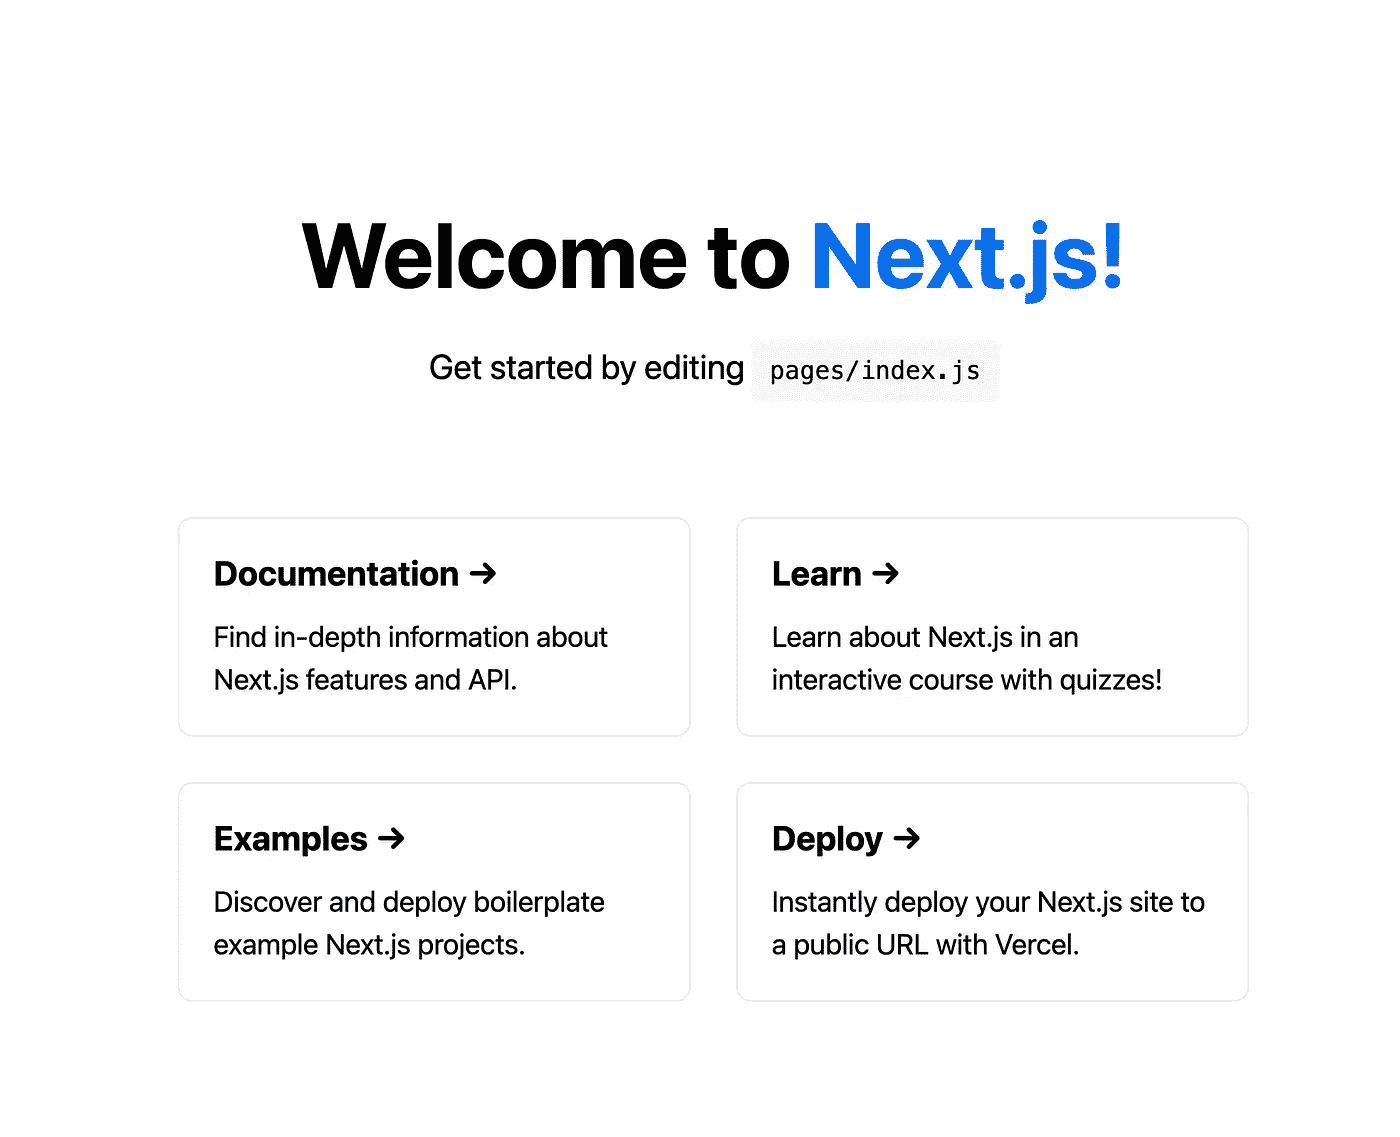 Welcome to Next.js!
Get started by editing pages/index.js
Documentation →
Find in-depth information about
Next.js features and API.
Learn →
Learn about Next.js in an
interactive course with quizzes!
Examples →
Discover and deploy boilerplate
example Next.js projects.
Deploy →
Instantly deploy your Next.js site to
a public URL with Vercel.